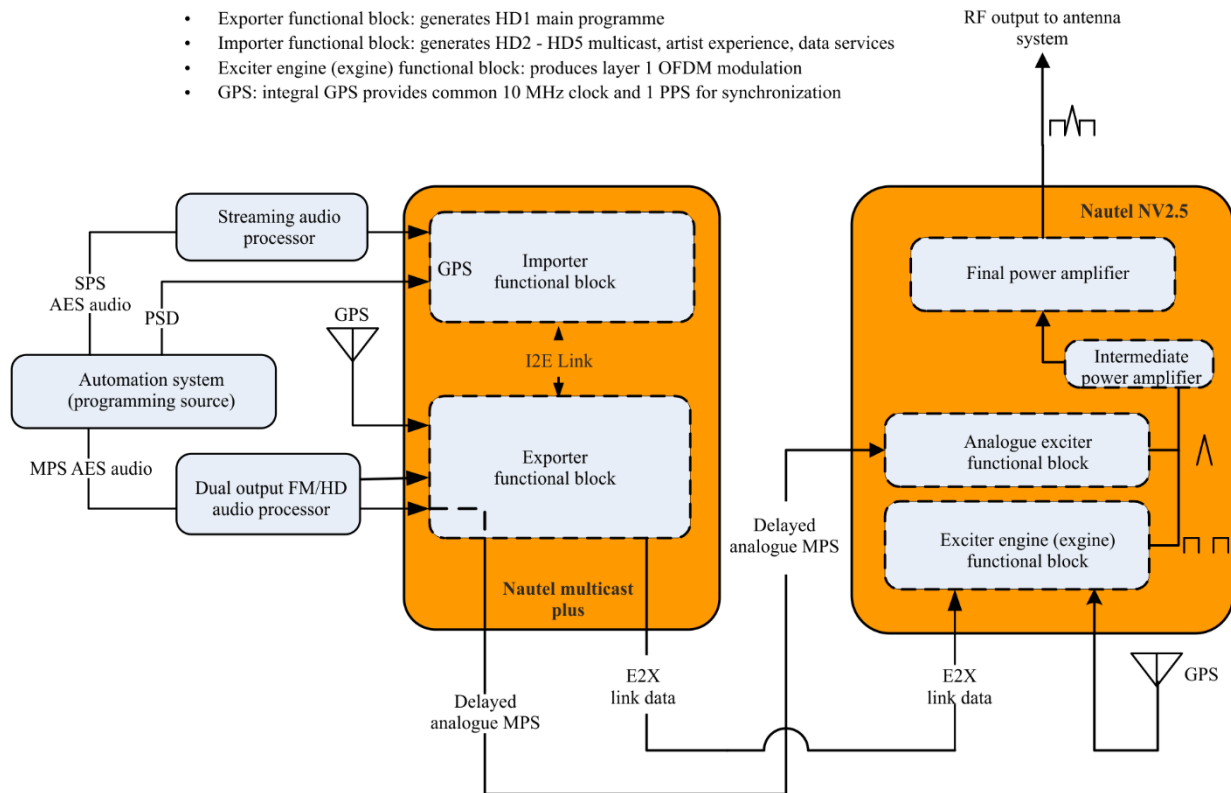 • Exporter functional block: generates HD1 main programme
• Importer functional block: generates HD2 - HD5 multicast, artist experience, data services
• Exciter engine (exgine) functional block: produces layer 1 OFDM modulation
• GPS: integral GPS provides common 10 MHz clock and 1 PPS for synchronization
RF output to antenna
system
Streaming audio
processor
SPS
AES audio
PSD
GPS
Automation system
(programming source)
MPS AES audio
Dual output FM/HD
audio processor
GPS
Importer
functional block
I2E Link
Exporter
functional block
Nautel multicast
plus
Delayed
analogue MPS
E2X
link data
Nautel NV2.5
Final power amplifier
Intermediate
power amplifier
Analogue exciter
functional block
Exciter engine (exgine)
functional block
Delayed
analogue MPS
E2X
link data
GPS